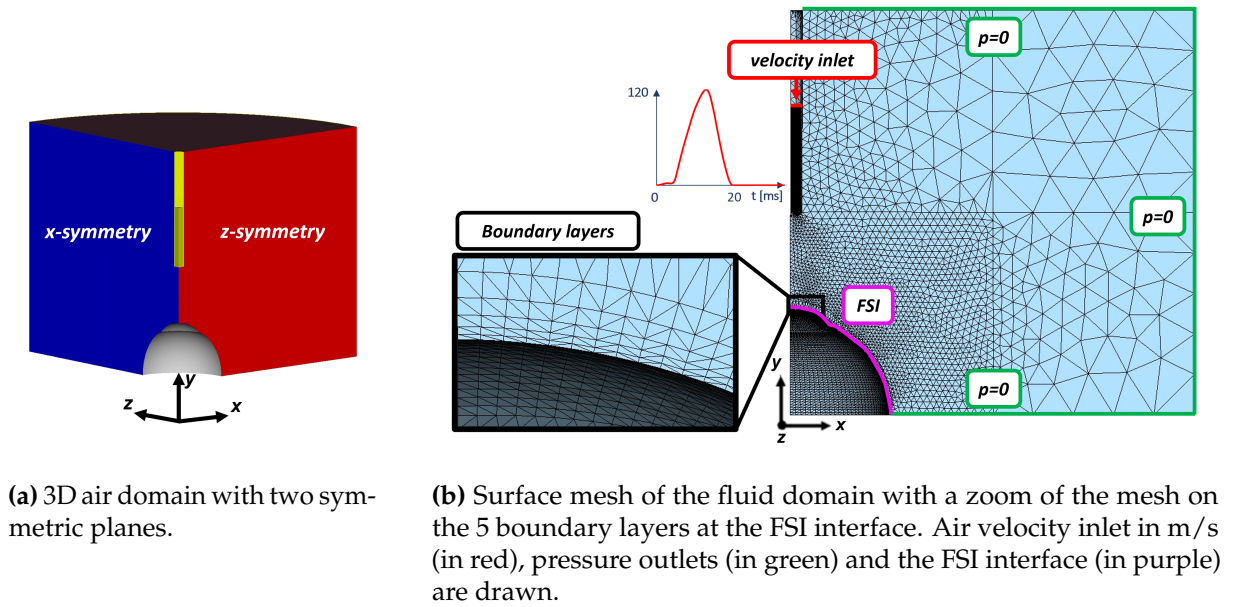 x-symmetry
z-symmetry
y
z
x
velocity inlet
p=0
120
0
20
t [ms]
p=0
Boundary layers
FSI
p=0
y
z
x
(a) 3D air domain with two sym-
metric planes.
(b) Surface mesh of the fluid domain with a zoom of the mesh on
the 5 boundary layers at the FSI interface. Air velocity inlet in m/s
(in red), pressure outlets (in green) and the FSI interface (in purple)
are drawn.